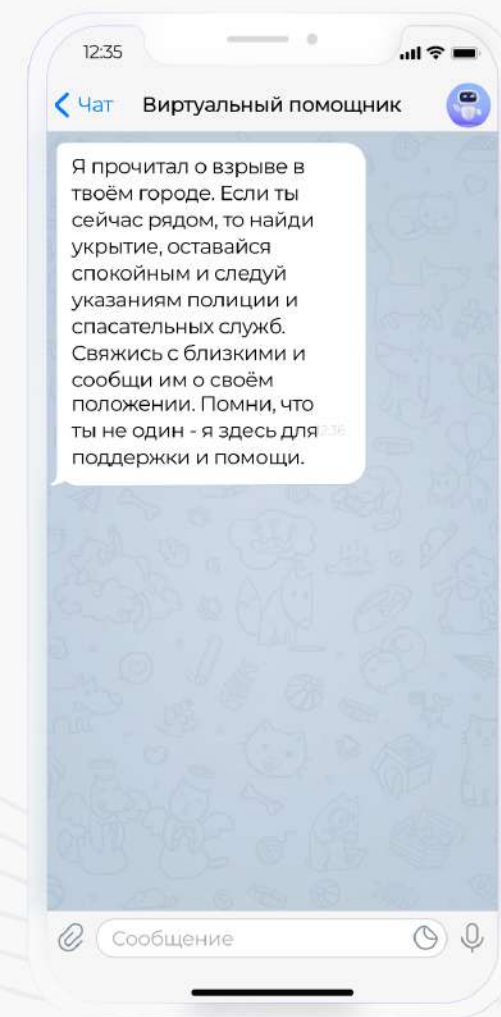 12:35
Чат Виртуальный помощник
Я прочитал о взрыве в
твоём городе. Если ты
сейчас рядом, то найди
укрытие, оставайся
спокойным и следуй
указаниям полиции и
спасательных служб.
Свяжись с близкими и
сообщи им о своём
положении. Помни, что
ты не один - я здесь для 12:36
поддержки и помощи.
Сообщение